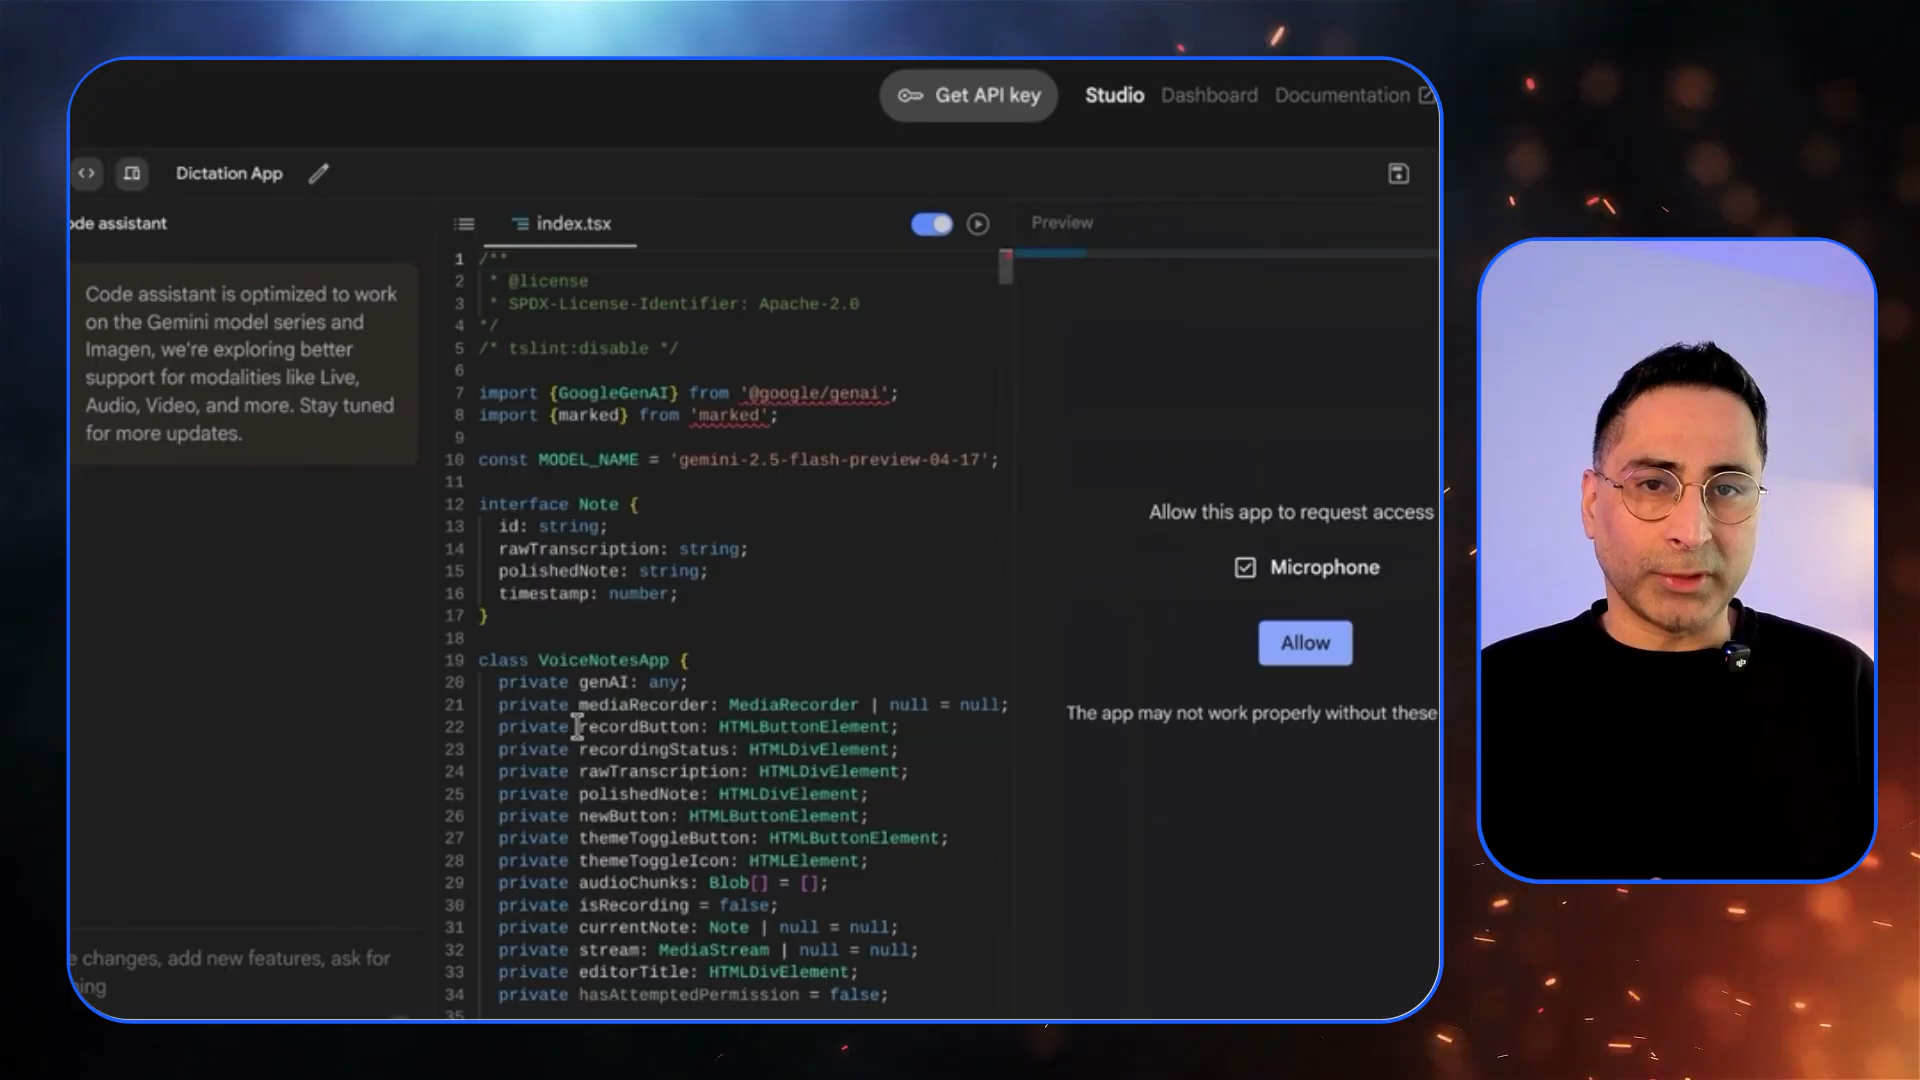 Get API key Studio Dashboard Documentation
Dictation App
ode assistant
index.tsx
Preview
Code assistant is optimized to work
on the Gemini model series and
Imagen, we're exploring better
support for modalities like Live,
Audio, Video, and more. Stay tuned
for more updates.
e changes, add new features, ask for
hing
1 /**
2 * @license
3 * SPDX-License-Identifier: Apache-2.0
4 */
5 /* tslint:disable */
6
7 import {GoogleGenAI} from '@google/genai';
8 import {marked} from 'marked';
9
10 const MODEL_NAME = 'gemini-2.5-flash-preview-04-17';
11
12 interface Note {
13 id: string;
14 rawTranscription: string;
15 polishedNote: string;
16 timestamp: number;
17 }
18
19 class VoiceNotesApp {
20 private genAI: any;
21 private mediaRecorder: MediaRecorder | null = null;
22 private recordButton: HTMLButtonElement;
23 private recordingStatus: HTMLDivElement;
24 private rawTranscription: HTMLDivElement;
25 private polishedNote: HTMLDivElement;
26 private newButton: HTMLButtonElement;
27 private themeToggleButton: HTMLButtonElement;
28 private themeToggleIcon: HTMLElement;
29 private audioChunks: Blob[] = [];
30 private isRecording = false;
31 private currentNote: Note | null = null;
32 private stream: MediaStream | null = null;
33 private editorTitle: HTMLDivElement;
34 private hasAttemptedPermission = false;
35
Allow this app to request access
Microphone
Allow
The app may not work properly without these